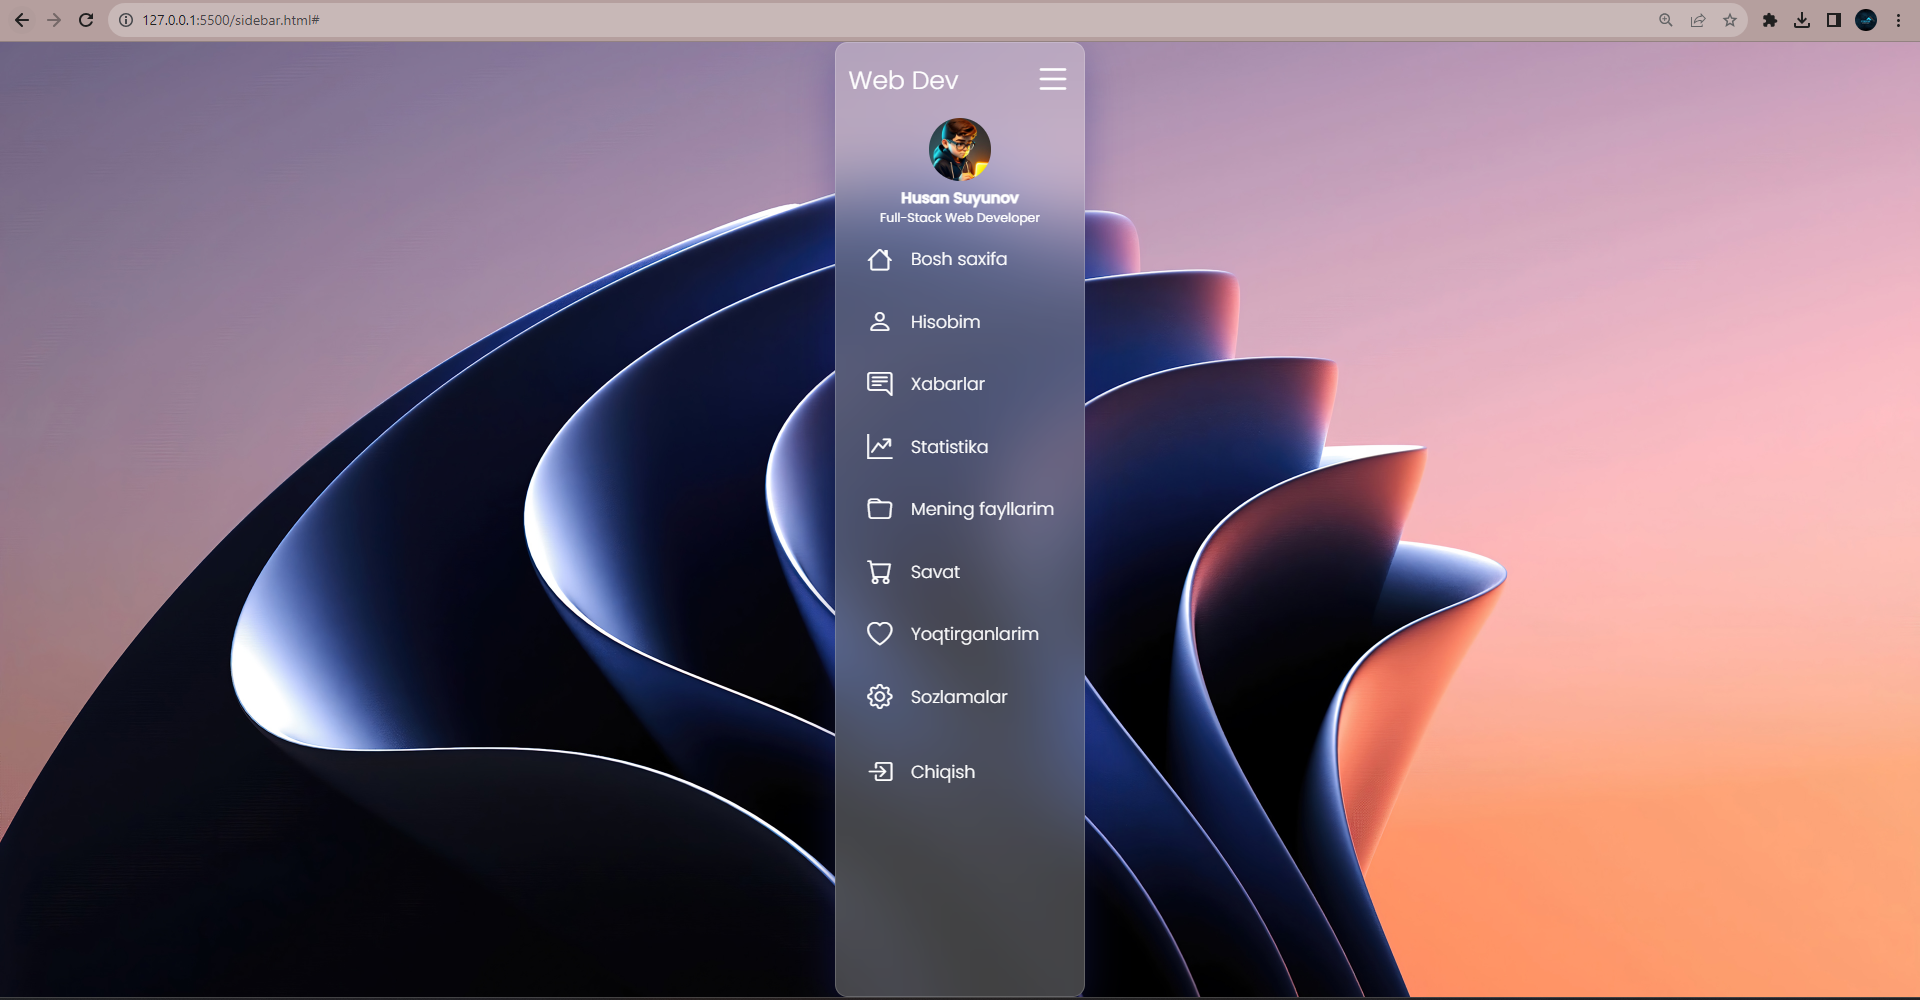 127.0.0.1:5500/sidebar.html#
Web Dev
Husan Suyunov
Full-Stack Web Developer
Bosh saxifa
Hisobim
Xabarlar
Statistika
Mening fayllarim
Savat
Yoqtirganlarim
Sozlamalar
Chiqish